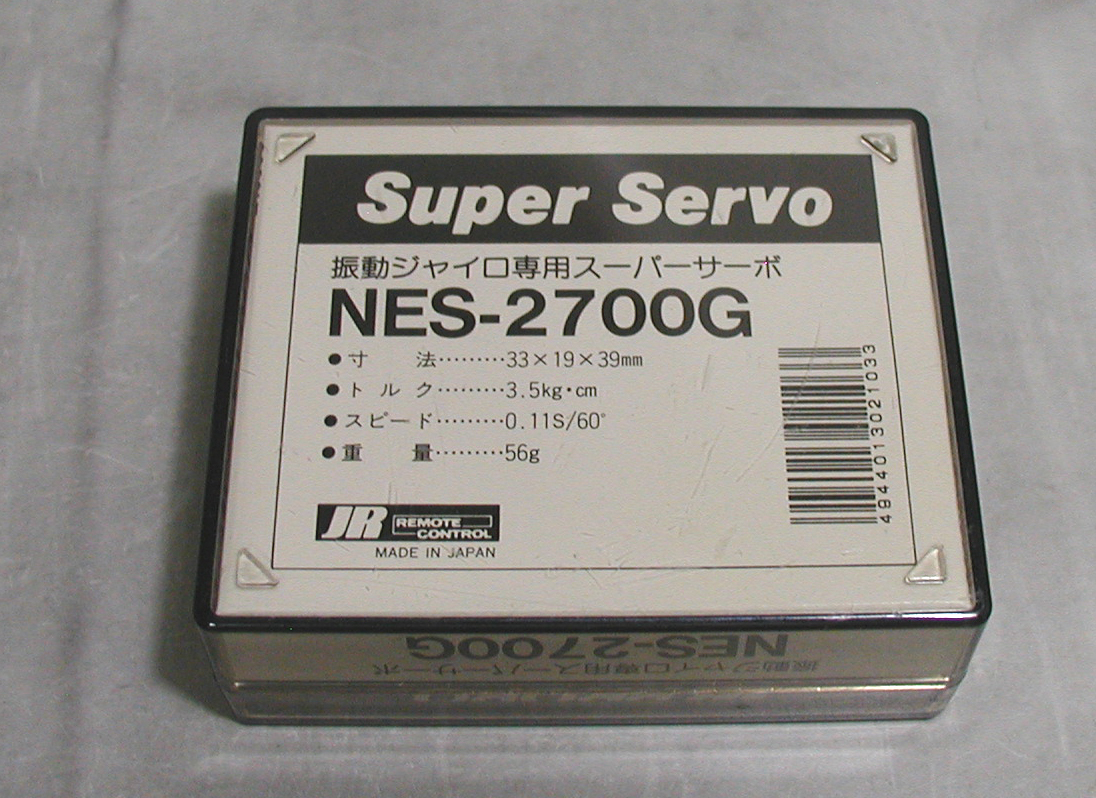 Super Servo
振動ジャイロ専用スーパーサーボ
NES-2700G
●寸　法………33×19×39mm
●トルク………3.5kg・cm
●スピード………0.11S/60°
●重　量………56g
JR REMOTE CONTROL
MADE IN JAPAN
4944013021033
NES-2700G
振動ジャイロ専用スーパーサーボ